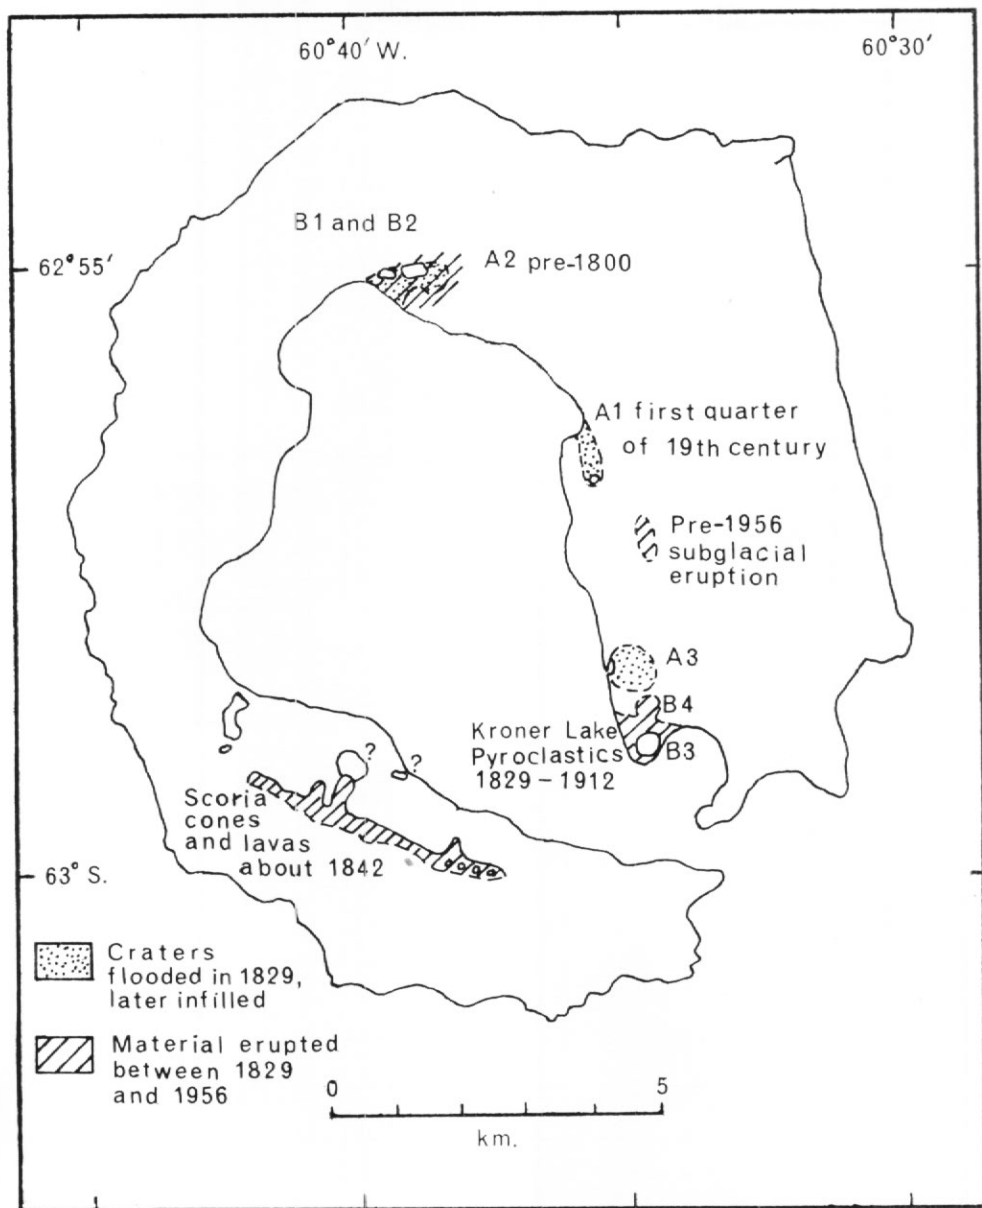 60°40′ W.
60°30′
B1 and B2
62°55′
A2 pre-1800
A1 first quarter
of 19th century
Pre-1956
subglacial
eruption
A3
B4
Kroner Lake
Pyroclastics
1829 – 1912
B3
?
?
Scoria
cones
and lavas
about 1842
63° S.
Craters
flooded in 1829,
later infilled
Material erupted
between 1829
and 1956
0
5
km.